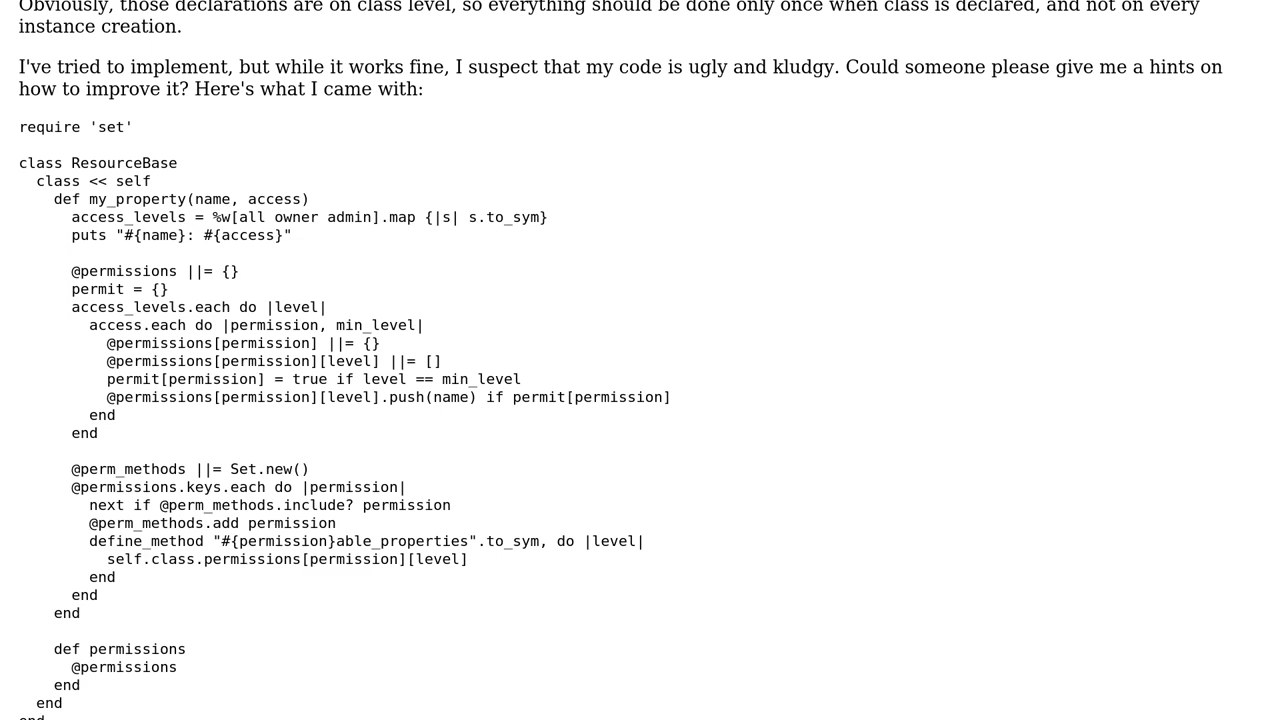 Obviously, those declarations are on class level, so everything should be done only once when class is declared, and not on every
instance creation.
I've tried to implement, but while it works fine, I suspect that my code is ugly and kludgy. Could someone please give me a hints on
how to improve it? Here's what I came with:
require 'set'
class ResourceBase
  class << self
    def my_property(name, access)
      access_levels = %w[all owner admin].map {|s| s.to_sym}
      puts "#{name}: #{access}"
      @permissions ||= {}
      permit = {}
      access_levels.each do |level|
        access.each do |permission, min_level|
          @permissions[permission] ||= {}
          @permissions[permission][level] ||= []
          permit[permission] = true if level == min_level
          @permissions[permission][level].push(name) if permit[permission]
        end
      end
      @perm_methods ||= Set.new()
      @permissions.keys.each do |permission|
        next if @perm_methods.include? permission
        @perm_methods.add permission
        define_method "#{permission}able_properties".to_sym, do |level|
          self.class.permissions[permission][level]
        end
      end
    end
    def permissions
      @permissions
    end
  end
end